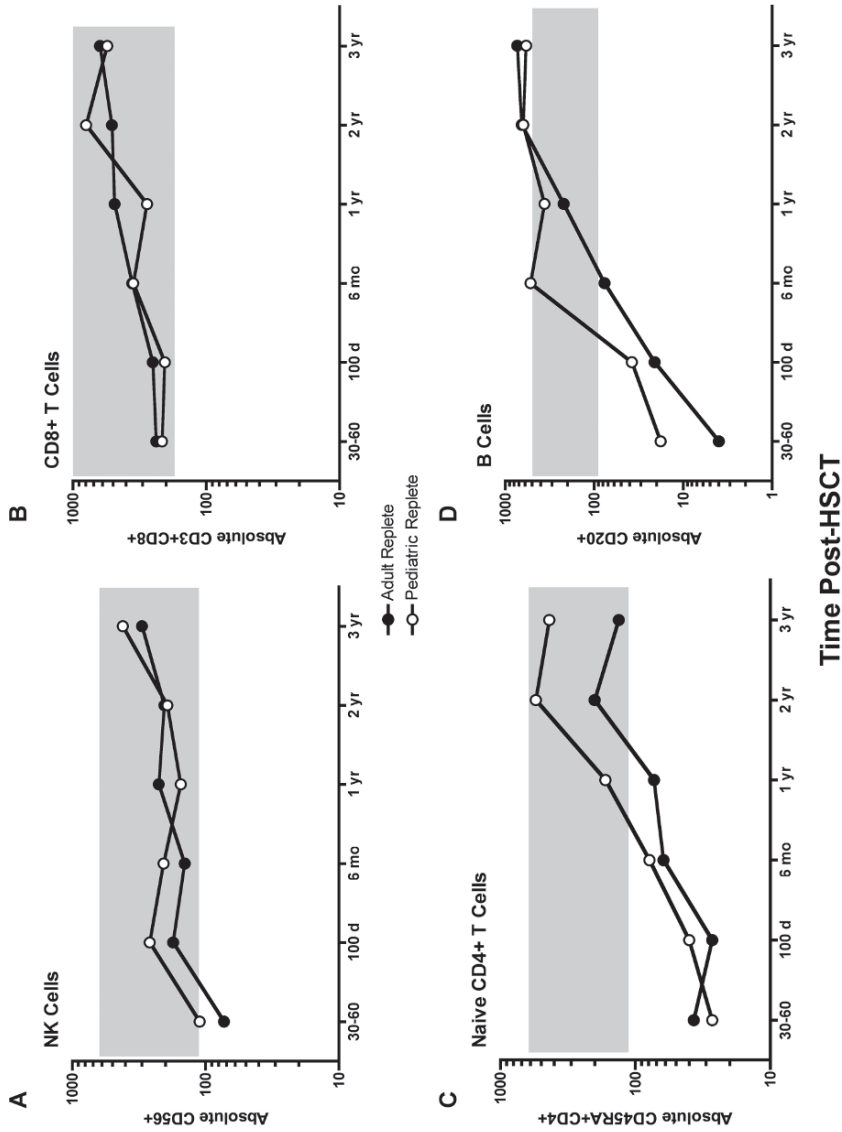 A
NK Cells
Absolute CD56+
1000
100
10
30-60
100 d
6 mo
1 yr
2 yr
3 yr
B
CD8+ T Cells
Absolute CD3+CD8+
1000
100
10
30-60
100 d
6 mo
1 yr
2 yr
3 yr
Adult Replete
Pediatric Replete
C
Naive CD4+ T Cells
Absolute CD45RA+CD4+
1000
100
10
30-60
100 d
6 mo
1 yr
2 yr
3 yr
D
B Cells
Absolute CD20+
1000
100
10
1
30-60
100 d
6 mo
1 yr
2 yr
3 yr
Time Post-HSCT